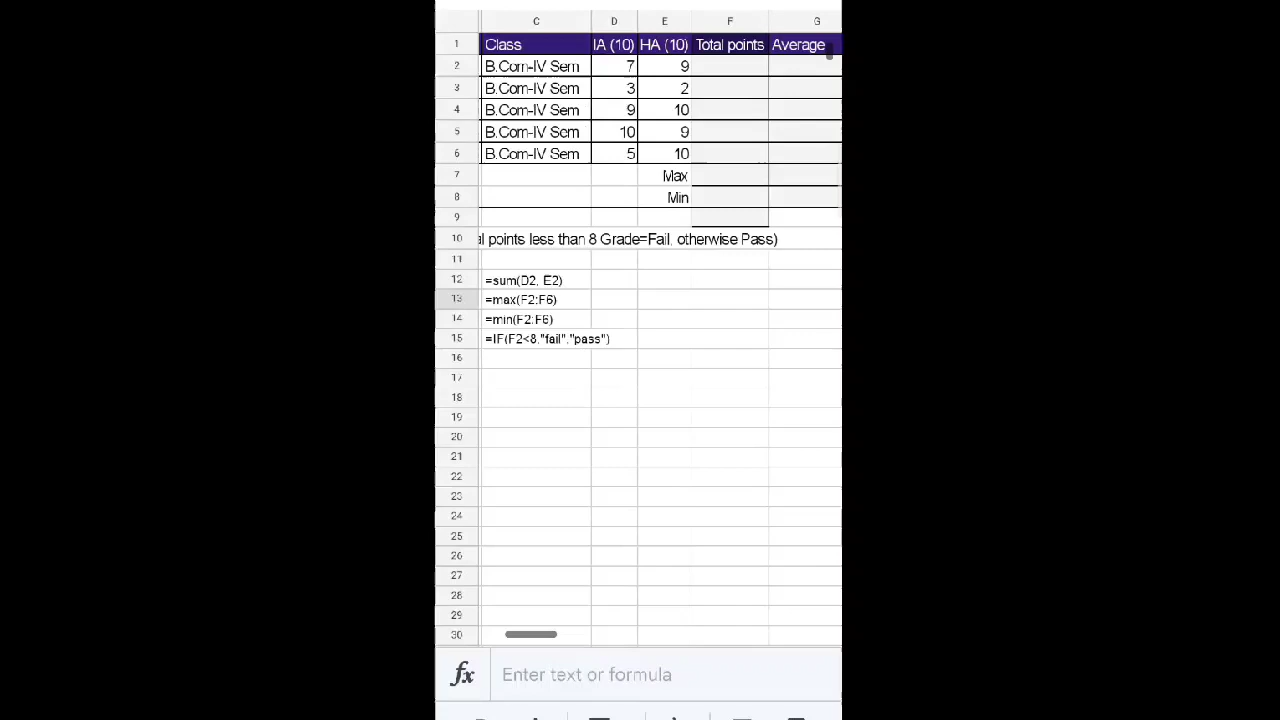 C D E F G
1 Class IA (10) HA (10) Total points Average
2 B.Com-IV Sem 7 9
3 B.Com-IV Sem 3 2
4 B.Com-IV Sem 9 10
5 B.Com-IV Sem 10 9
6 B.Com-IV Sem 5 10
7 Max
8 Min
9
10 al points less than 8 Grade=Fail, otherwise Pass)
11
12 =sum(D2, E2)
13 =max(F2:F6)
14 =min(F2:F6)
15 =IF(F2<8,"fail","pass")
16
17
18
19
20
21
22
23
24
25
26
27
28
29
30
fx Enter text or formula